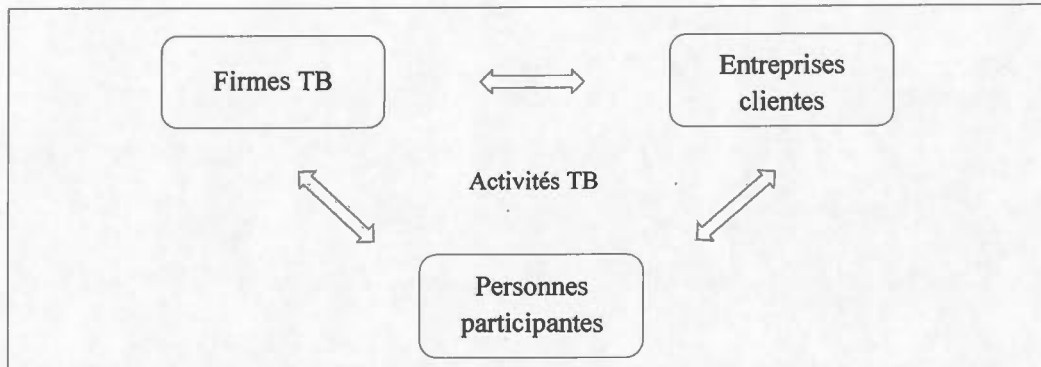 Firmes TB
Entreprises
clientes
Activités TB
Personnes
participantes